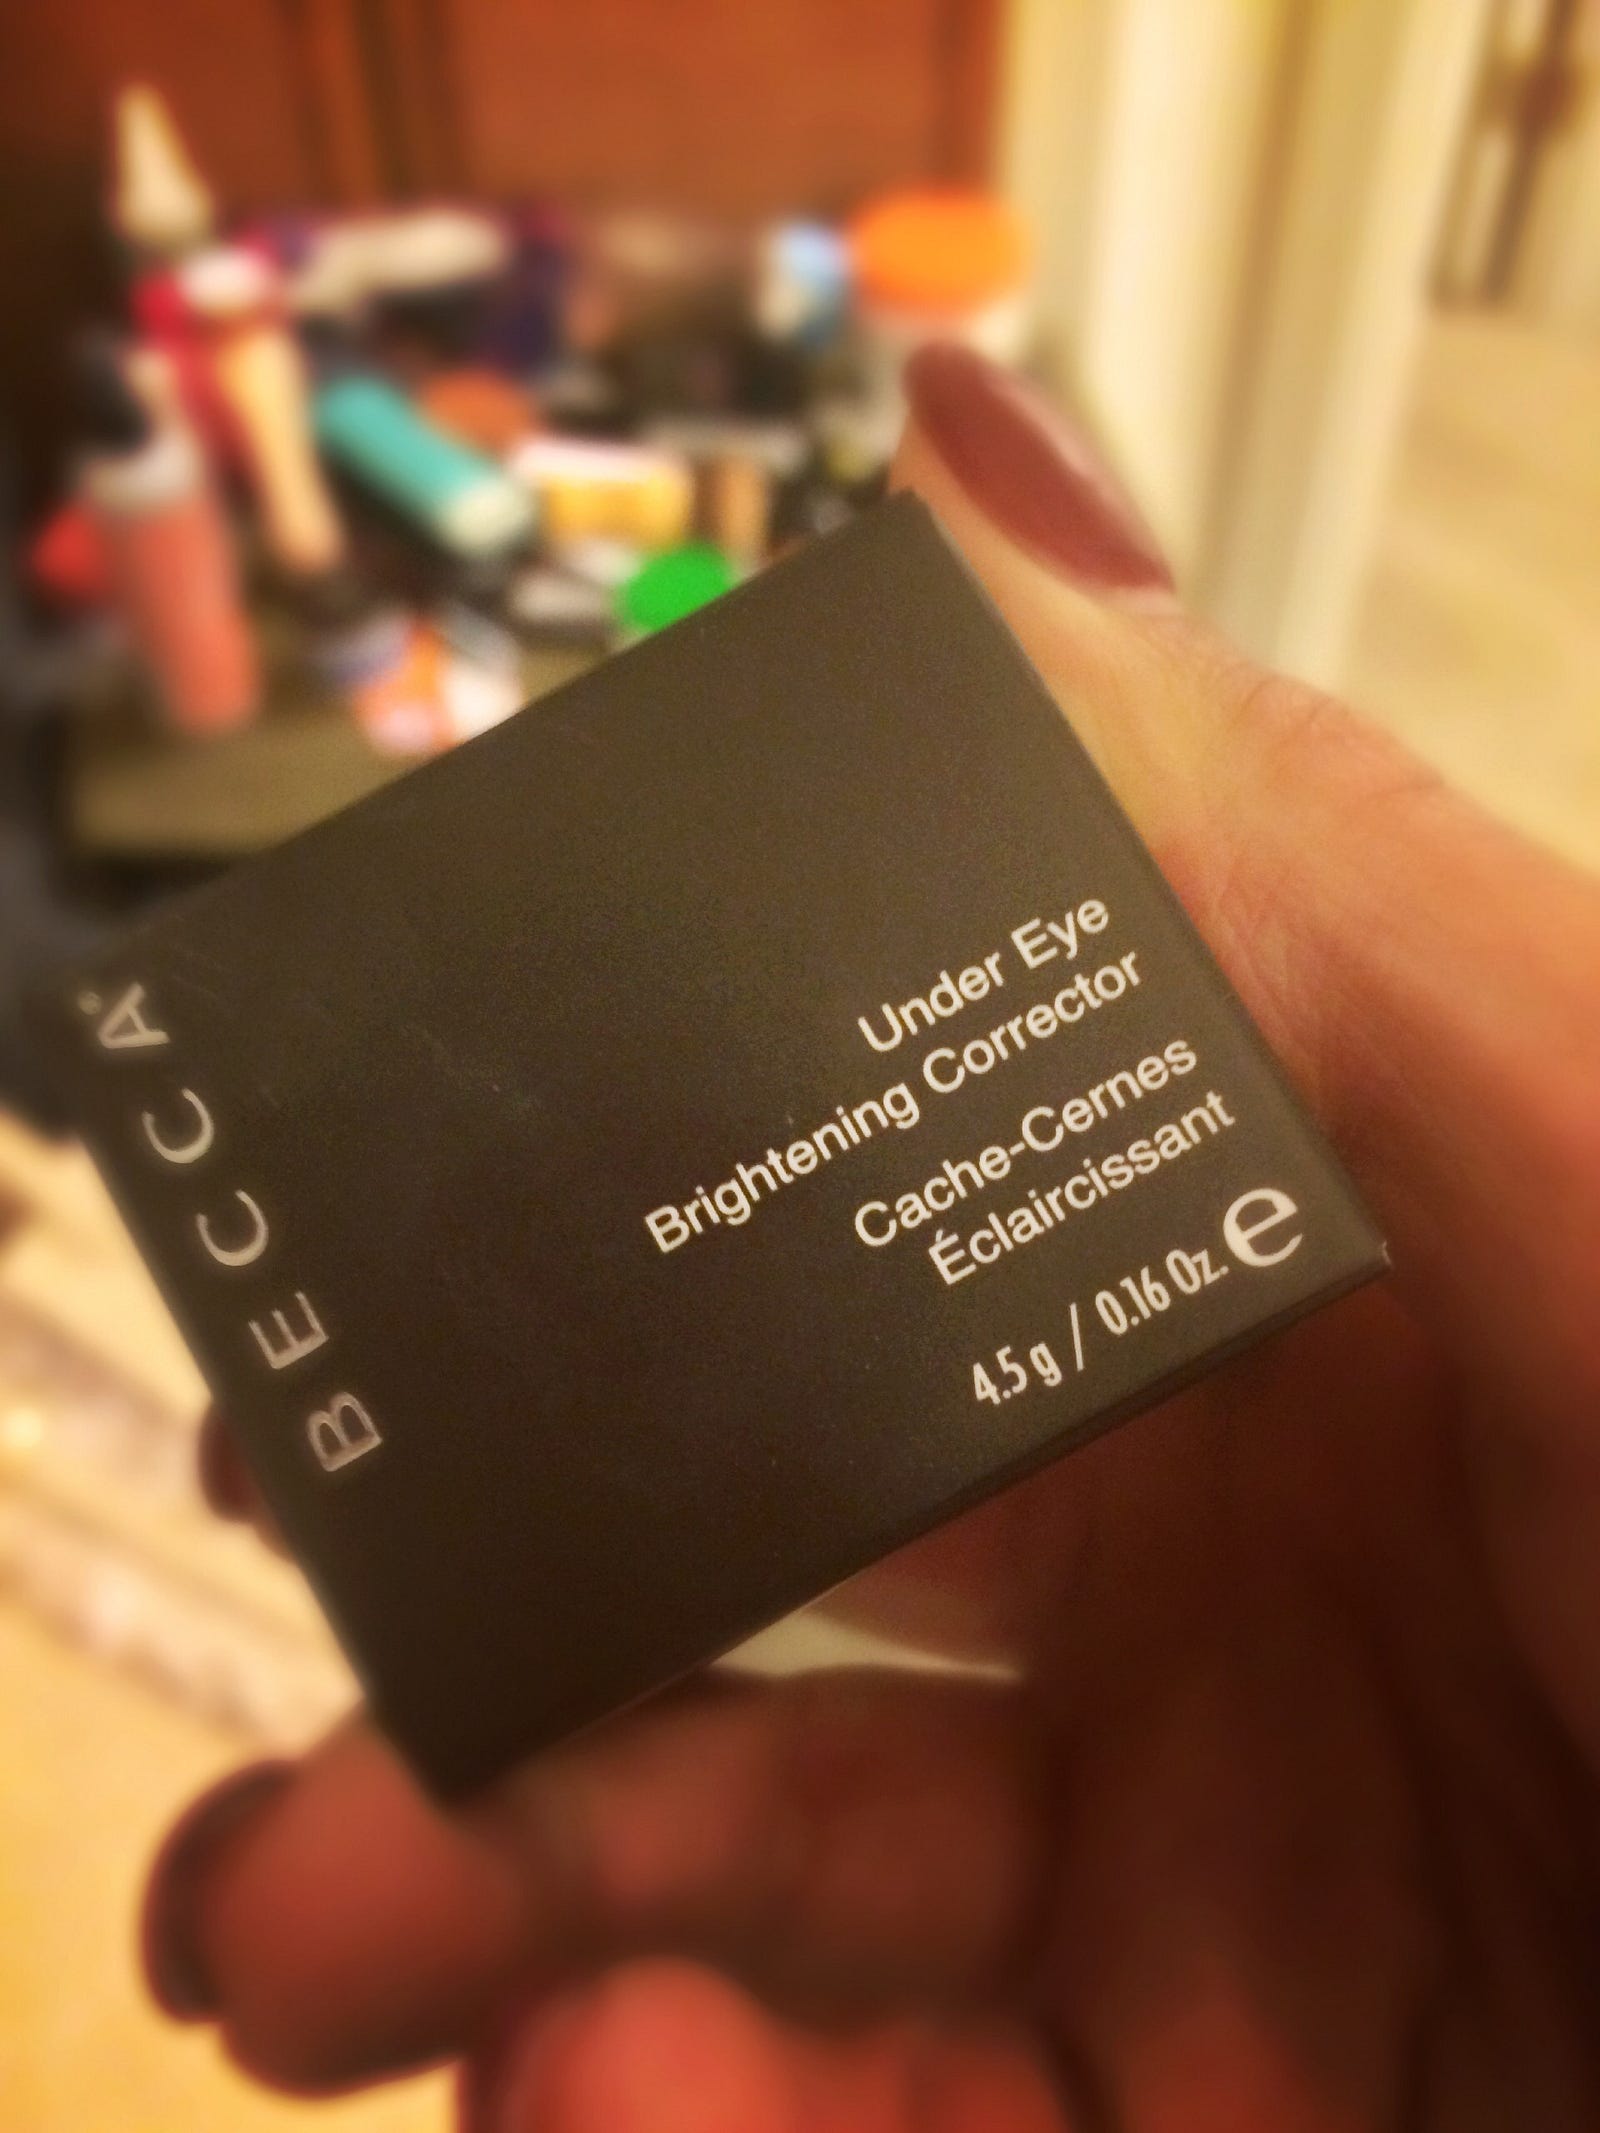 BECCA
Under Eye
Brightening Corrector
Cache-Cernes
Éclaircissant
4.5 g / 0.16 Oz. e